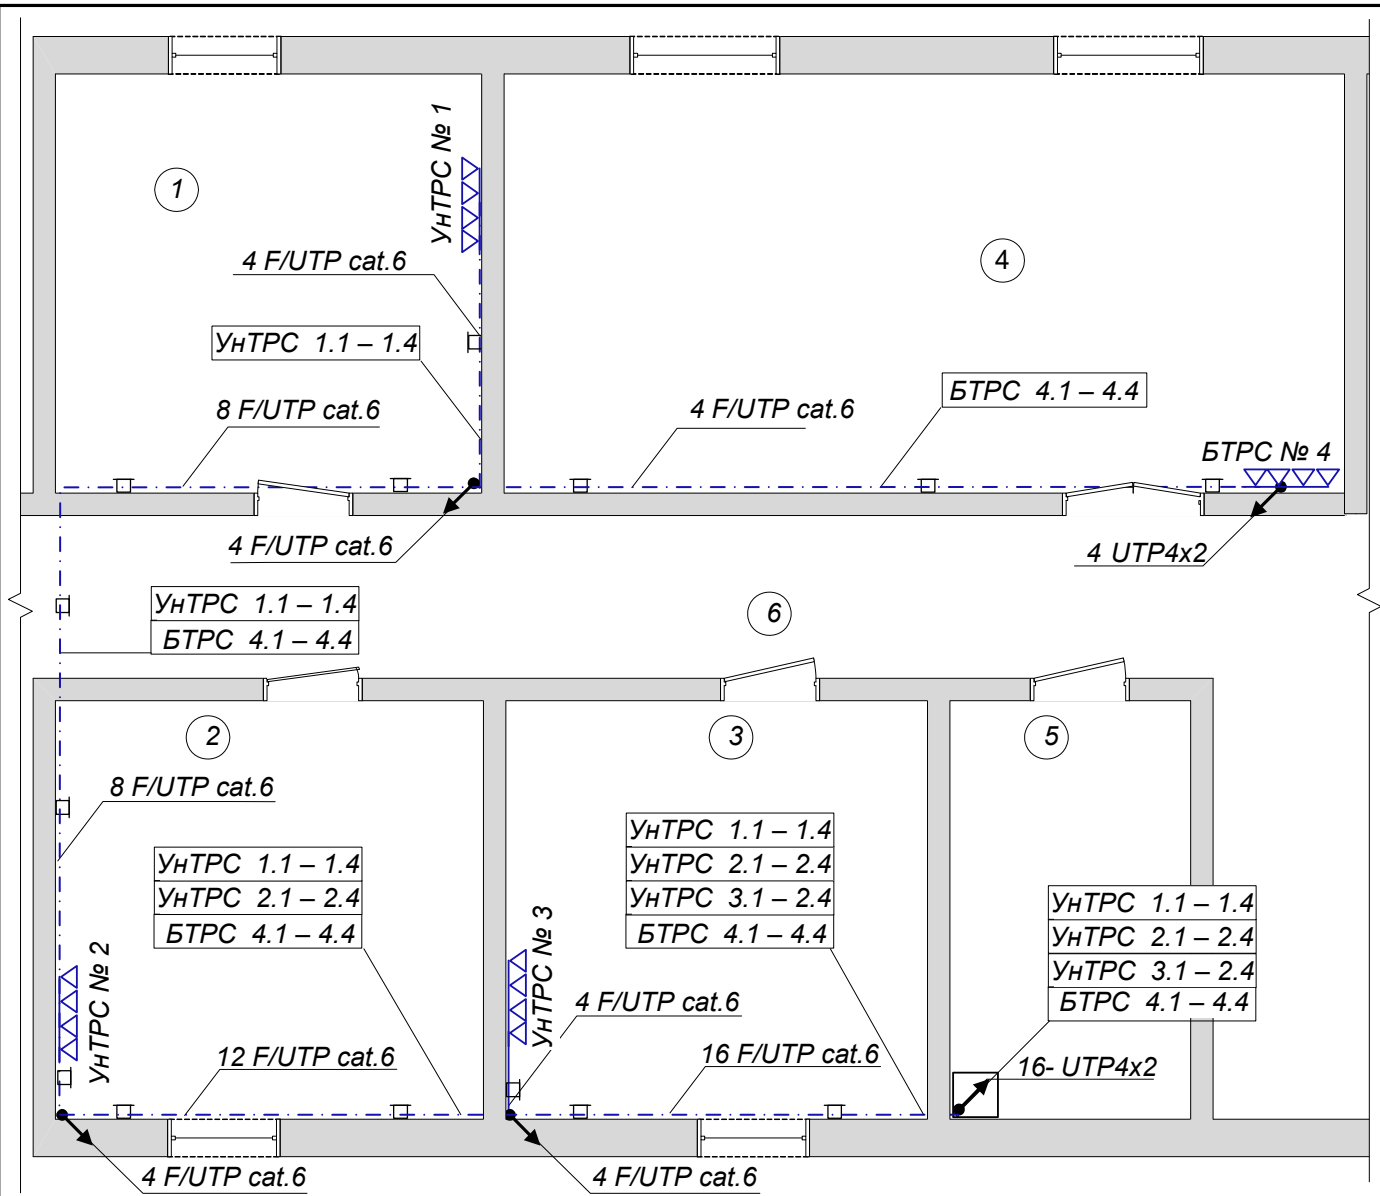 УнТРС № 1
1
4 F/UTP cat.6
УнТРС 1.1 – 1.4
8 F/UTP cat.6
4 F/UTP cat.6
4
БТРС 4.1 – 4.4
4 F/UTP cat.6
БТРС № 4
4 UTP4x2
УнТРС 1.1 – 1.4
БТРС 4.1 – 4.4
6
2
8 F/UTP cat.6
УнТРС 1.1 – 1.4
УнТРС 2.1 – 2.4
БТРС 4.1 – 4.4
УнТРС № 2
12 F/UTP cat.6
4 F/UTP cat.6
3
УнТРС 1.1 – 1.4
УнТРС 2.1 – 2.4
УнТРС 3.1 – 2.4
БТРС 4.1 – 4.4
УнТРС № 3
4 F/UTP cat.6
16 F/UTP cat.6
4 F/UTP cat.6
5
УнТРС 1.1 – 1.4
УнТРС 2.1 – 2.4
УнТРС 3.1 – 2.4
БТРС 4.1 – 4.4
16- UTP4x2